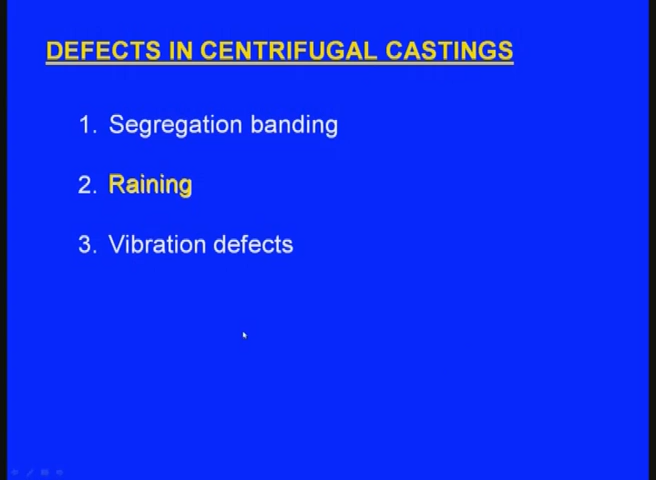 DEFECTS IN CENTRIFUGAL CASTINGS
1. Segregation banding
2. Raining
3. Vibration defects